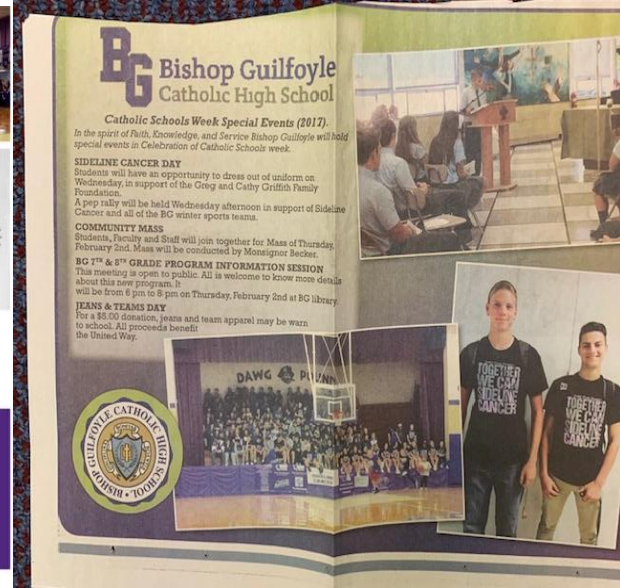 BG Bishop Guilfoyle
Catholic High School
Catholic Schools Week Special Events (2017).
In the spirit of Faith, Knowledge, and Service Bishop Guilfoyle will hold
special events in Celebration of Catholic Schools week.
SIDELINE CANCER DAY
Students will have an opportunity to dress out of uniform on
Wednesday, in support of the Greg and Cathy Griffith Family
Foundation.
A pep rally will be held Wednesday afternoon in support of Sideline
Cancer and all of the BG winter sports teams.
COMMUNITY MASS
Students, Faculty and Staff will join together for Mass of Thursday,
February 2nd. Mass will be conducted by Monsignor Becker.
BG 7TH & 8TH GRADE PROGRAM INFORMATION SESSION
This meeting is open to public. All is welcome to know more details
about this new program. It
will be from 6 pm to 8 pm on Thursday, February 2nd at BG library.
JEANS & TEAMS DAY
For a $5.00 donation, jeans and team apparel may be warn
to school. All proceeds benefit
the United Way.
DAWG POUND
BISHOP GUILFOYLE CATHOLIC HIGH SCHOOL
TOGETHER
WE CAN
SIDELINE
CANCER
TOGETHER
WE CAN
SIDELINE
CANCER